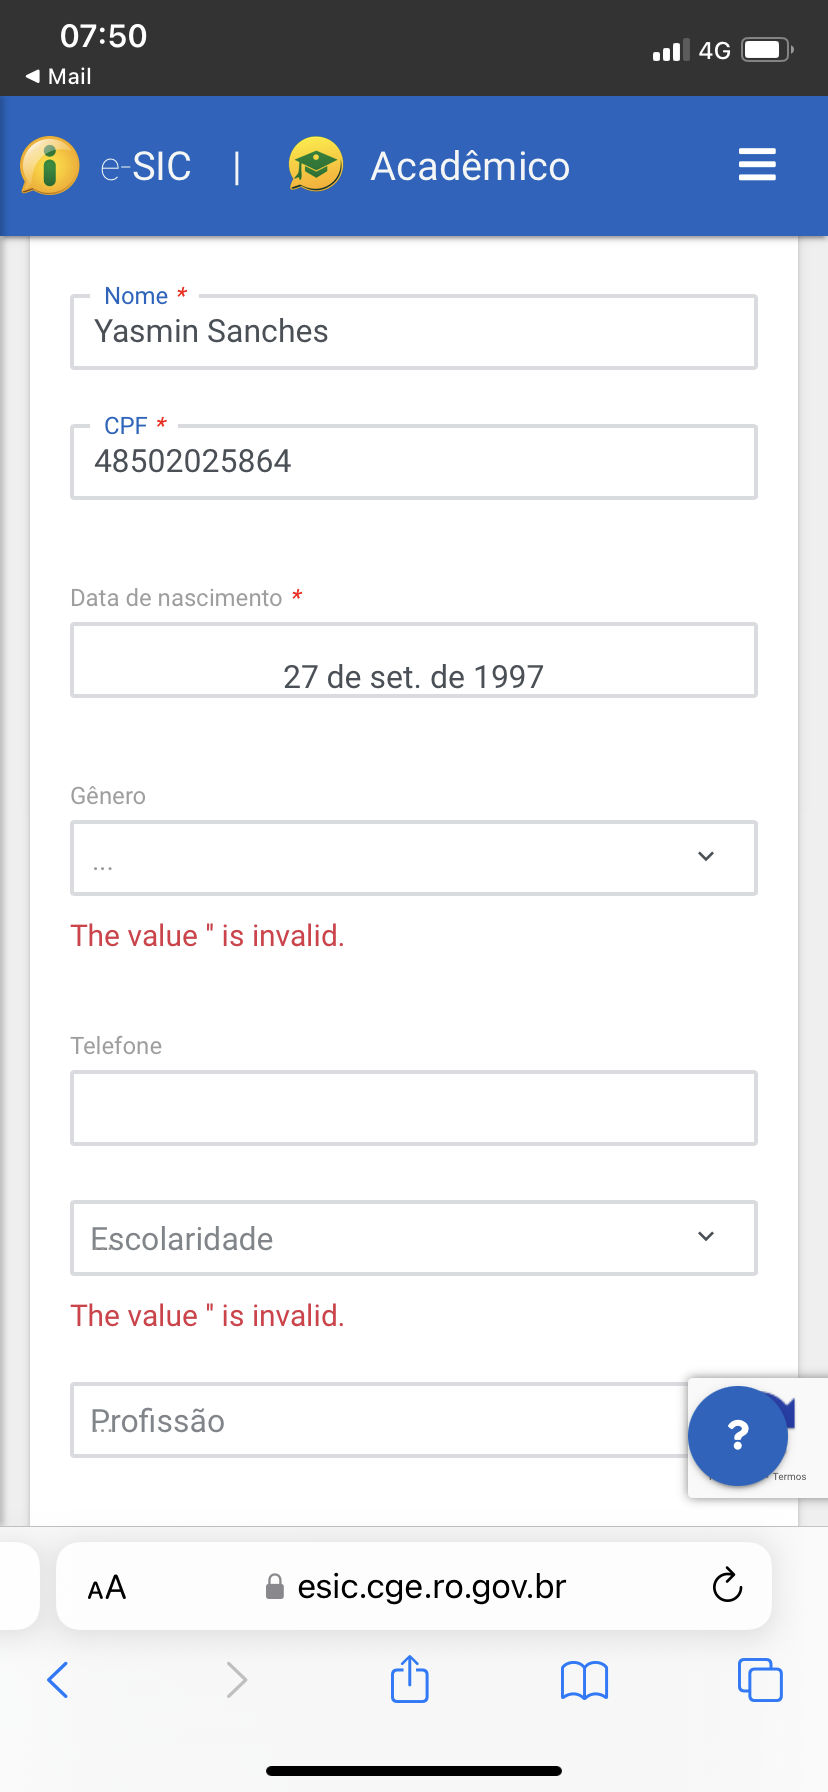 07:50
4G
◀ Mail
e-SIC | Acadêmico
Nome *
Yasmin Sanches
CPF *
48502025864
Data de nascimento *
27 de set. de 1997
Gênero
...
The value '' is invalid.
Telefone
Escolaridade
The value '' is invalid.
Profissão
?
- Termos
AA esic.cge.ro.gov.br